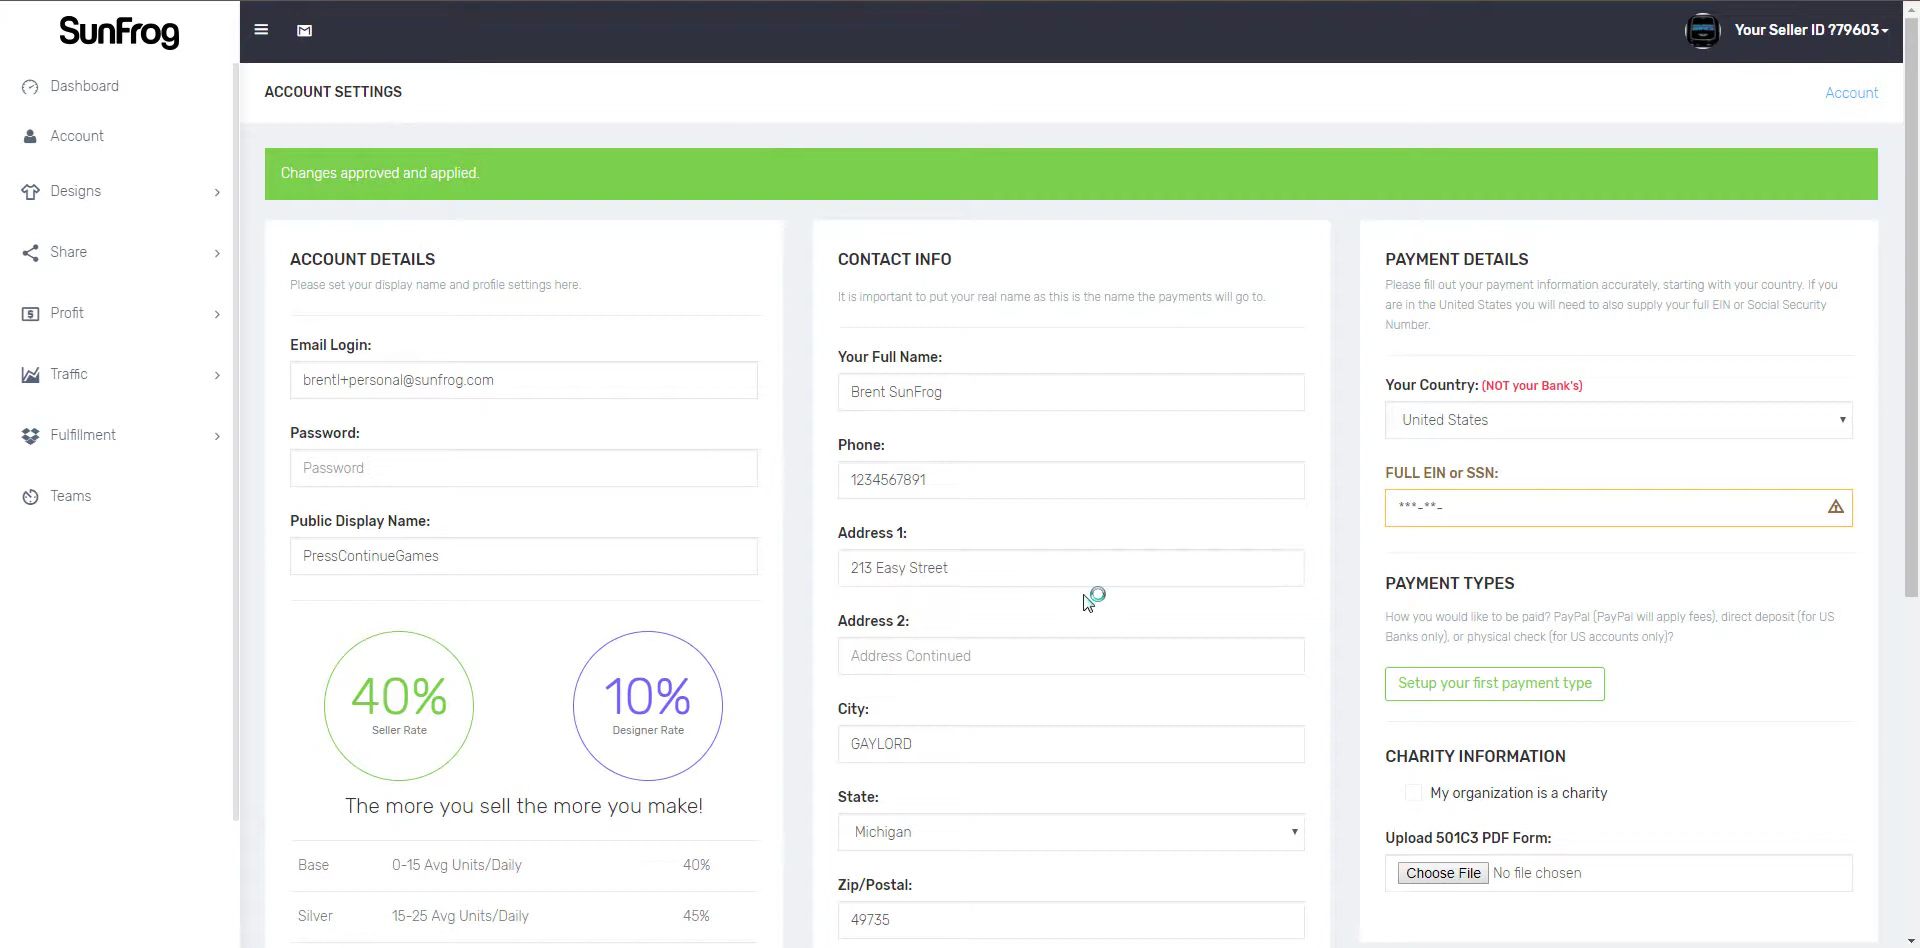 SunFrog
Your Seller ID 779603
Dashboard
Account
Designs
Share
Profit
Traffic
Fulfillment
Teams
ACCOUNT SETTINGS
Account
Changes approved and applied.
ACCOUNT DETAILS
Please set your display name and profile settings here.
Email Login:
brentl+personal@sunfrog.com
Password:
Password
Public Display Name:
PressContinueGames
40%
Seller Rate
10%
Designer Rate
The more you sell the more you make!
Base 0-15 Avg Units/Daily 40%
Silver 15-25 Avg Units/Daily 45%
CONTACT INFO
It is important to put your real name as this is the name the payments will go to.
Your Full Name:
Brent SunFrog
Phone:
1234567891
Address 1:
213 Easy Street
Address 2:
Address Continued
City:
GAYLORD
State:
Michigan
Zip/Postal:
49735
PAYMENT DETAILS
Please fill out your payment information accurately, starting with your country. If you
are in the United States you will need to also supply your full EIN or Social Security
Number.
Your Country: (NOT your Bank's)
United States
FULL EIN or SSN:
***-**-
PAYMENT TYPES
How you would like to be paid? PayPal (PayPal will apply fees), direct deposit (for US
Banks only), or physical check (for US accounts only)?
Setup your first payment type
CHARITY INFORMATION
My organization is a charity
Upload 501C3 PDF Form:
Choose File No file chosen